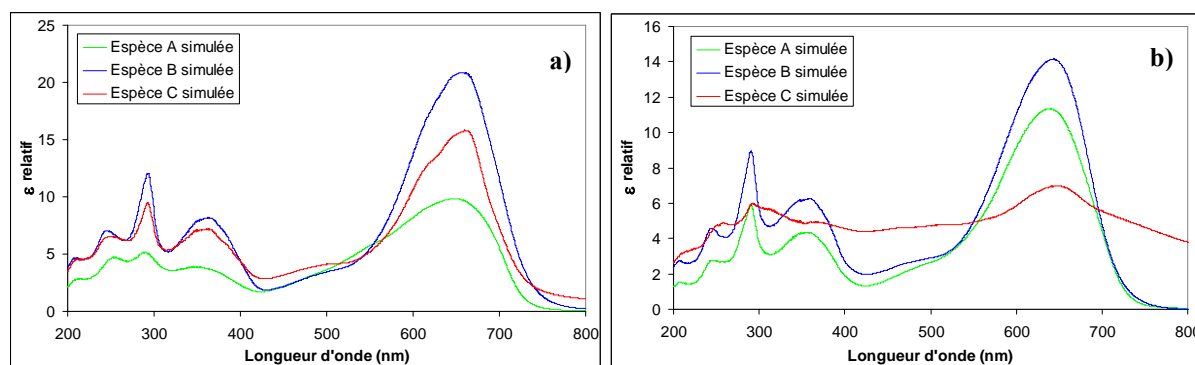 a)
Espèce A simulée
Espèce B simulée
Espèce C simulée
ε relatif
25
20
15
10
5
0
200 300 400 500 600 700 800
Longueur d'onde (nm)
b)
Espèce A simulée
Espèce B simulée
Espèce C simulée
ε relatif
16
14
12
10
8
6
4
2
0
200 300 400 500 600 700 800
Longueur d'onde (nm)